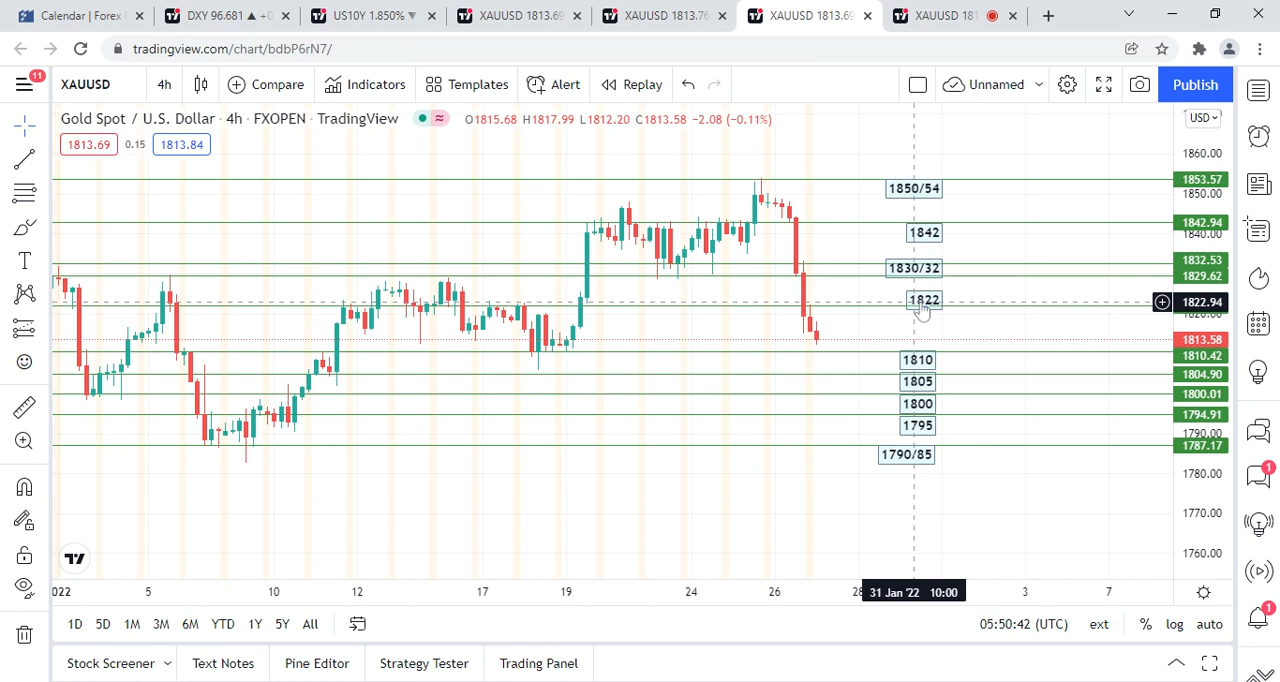 Calendar | Forex F
DXY 96.681 ▲ +0
US10Y 1.850% ▼
XAUUSD 1813.69
XAUUSD 1813.76
XAUUSD 1813.69
XAUUSD 181
tradingview.com/chart/bdbP6rN7/
11
XAUUSD
4h
Compare
Indicators
Templates
Alert
Replay
Unnamed
Publish
Gold Spot / U.S. Dollar · 4h · FXOPEN · TradingView
O1815.68 H1817.99 L1812.20 C1813.58 −2.08 (−0.11%)
USD
1813.69
0.15
1813.84
1860.00
1853.57
1850/54
1850.00
1842.94
1842
1840.00
1832.53
1830/32
1829.62
1822
1822.94
1820.00
1813.58
1810.42
1810
1804.90
1805
1800.01
1800
1794.91
1795
1790.00
1787.17
1790/85
1780.00
1770.00
1760.00
2022
5
10
12
17
19
24
26
28
31 Jan '22 10:00
3
7
1D
5D
1M
3M
6M
YTD
1Y
5Y
All
05:50:42 (UTC)
ext
%
log
auto
Stock Screener
Text Notes
Pine Editor
Strategy Tester
Trading Panel
1
1